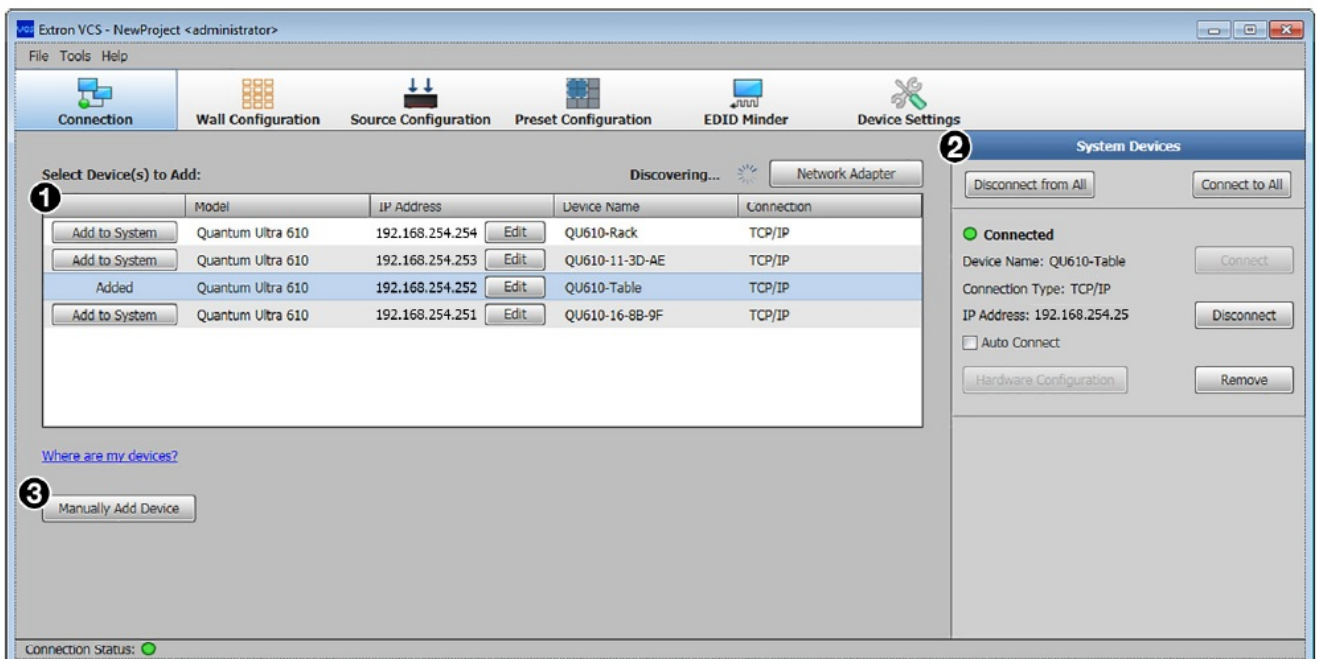 VCS Extron VCS - NewProject <administrator>
File Tools Help
Connection Wall Configuration Source Configuration Preset Configuration EDID Minder Device Settings
2 System Devices
Select Device(s) to Add: Discovering... Network Adapter
Disconnect from All Connect to All
1
Model IP Address Device Name Connection
Add to System Quantum Ultra 610 192.168.254.254 Edit QU610-Rack TCP/IP
Add to System Quantum Ultra 610 192.168.254.253 Edit QU610-11-3D-AE TCP/IP
Added Quantum Ultra 610 192.168.254.252 Edit QU610-Table TCP/IP
Add to System Quantum Ultra 610 192.168.254.251 Edit QU610-16-8B-9F TCP/IP
Connected
Device Name: QU610-Table Connect
Connection Type: TCP/IP
IP Address: 192.168.254.25 Disconnect
Auto Connect
Hardware Configuration Remove
Where are my devices?
3
Manually Add Device
Connection Status: